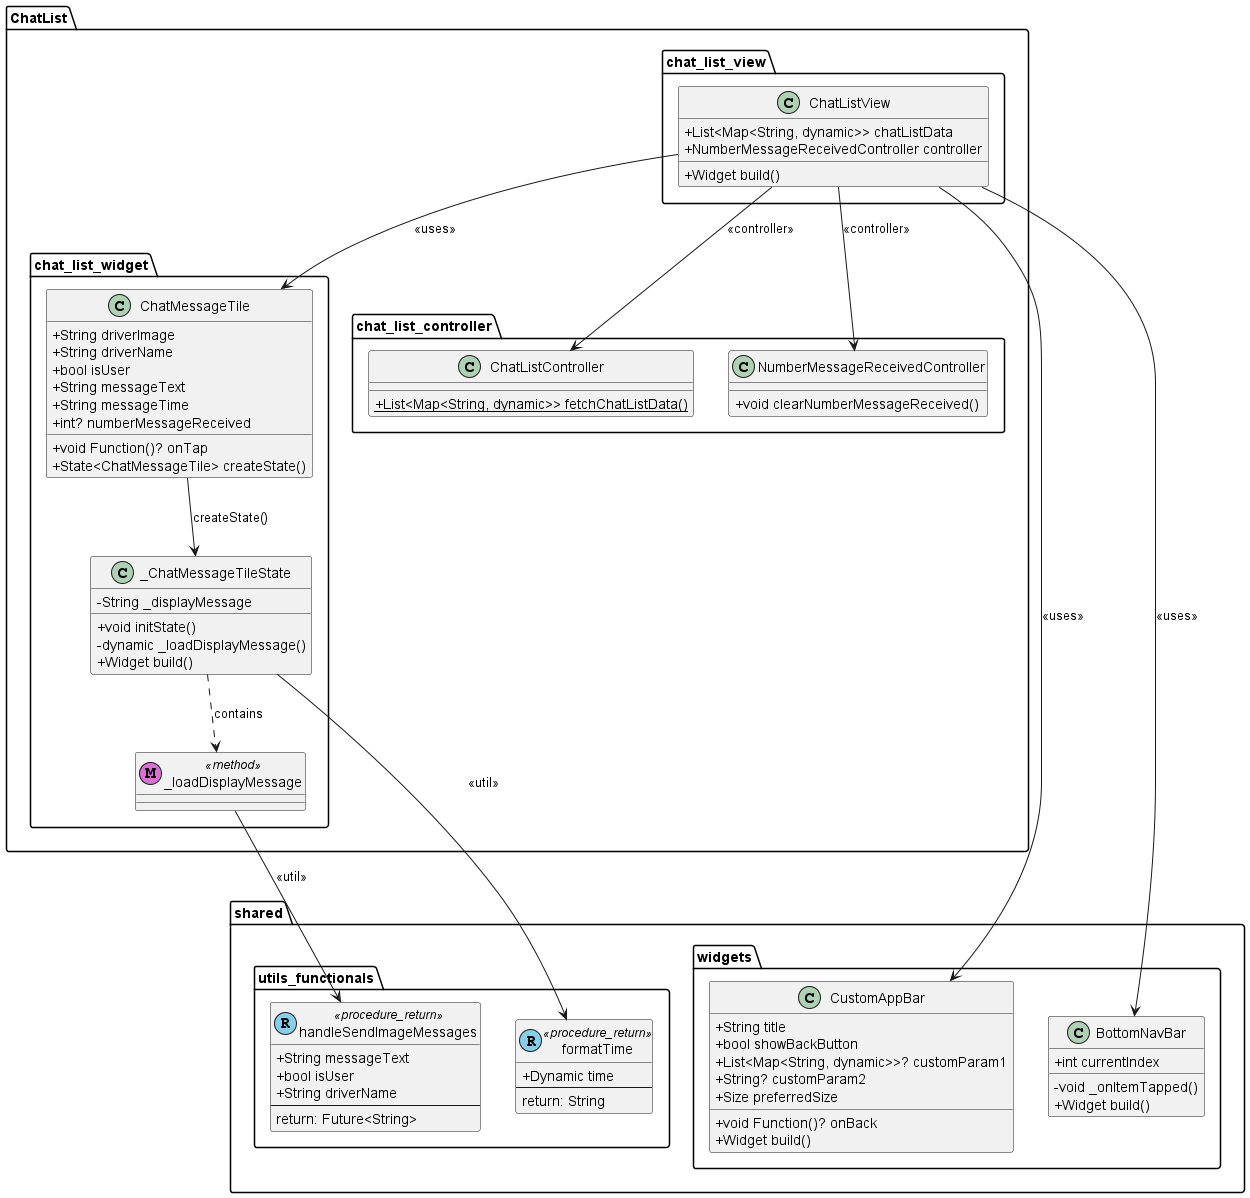 ChatList
chat_list_view
C ChatListView
+List<Map<String, dynamic>> chatListData
+NumberMessageReceivedController controller
+Widget build()
«uses»
«controller»
«controller»
chat_list_widget
C ChatMessageTile
+String driverImage
+String driverName
+bool isUser
+String messageText
+String messageTime
+int? numberMessageReceived
+void Function()? onTap
+State<ChatMessageTile> createState()
chat_list_controller
C ChatListController
+List<Map<String, dynamic>> fetchChatListData()
C NumberMessageReceivedController
+void clearNumberMessageReceived()
createState()
C _ChatMessageTileState
-String _displayMessage
+void initState()
-dynamic _loadDisplayMessage()
+Widget build()
«uses»
«uses»
contains
«method»
M _loadDisplayMessage
«util»
«util»
shared
utils_functionals
«procedure_return»
R handleSendImageMessages
+String messageText
+bool isUser
+String driverName
return: Future<String>
«procedure_return»
R formatTime
+Dynamic time
return: String
widgets
C CustomAppBar
+String title
+bool showBackButton
+List<Map<String, dynamic>>? customParam1
+String? customParam2
+Size preferredSize
+void Function()? onBack
+Widget build()
C BottomNavBar
+int currentIndex
-void _onItemTapped()
+Widget build()